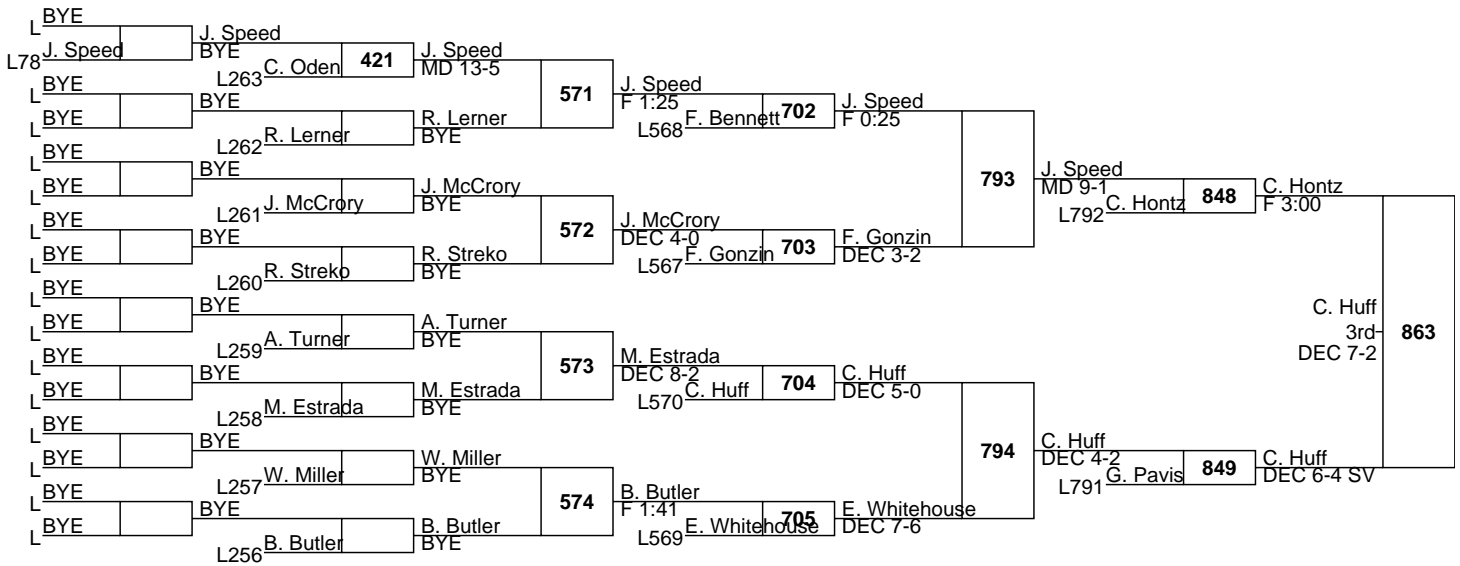 BYE
L
J. Speed
J. Speed
L78
BYE
C. Oden
421
J. Speed
L263
MD 13-5
BYE
L
571
J. Speed
BYE
F 1:25
BYE
F. Bennett
702
J. Speed
L
L568
F 0:25
R. Lerner
R. Lerner
L262
BYE
BYE
L
793
J. Speed
BYE
MD 9-1
BYE
C. Hontz
848
C. Hontz
L
J. McCrory
L792
F 3:00
J. McCrory
BYE
L261
BYE
L
572
J. McCrory
BYE
DEC 4-0
BYE
F. Gonzin
703
F. Gonzin
L
L567
DEC 3-2
R. Streko
R. Streko
L260
BYE
BYE
L
BYE
C. Huff
BYE
3rd
863
L
A. Turner
DEC 7-2
A. Turner
BYE
L259
BYE
L
573
M. Estrada
BYE
DEC 8-2
BYE
C. Huff
704
C. Huff
L
L570
DEC 5-0
M. Estrada
M. Estrada
L258
BYE
BYE
L
BYE
794
C. Huff
BYE
DEC 4-2
L
W. Miller
G. Pavis
849
C. Huff
W. Miller
BYE
L791
DEC 6-4 SV
L257
BYE
L
574
B. Butler
BYE
F 1:41
BYE
E. Whitehouse
705
E. Whitehouse
L
L569
DEC 7-6
B. Butler
B. Butler
L256
BYE